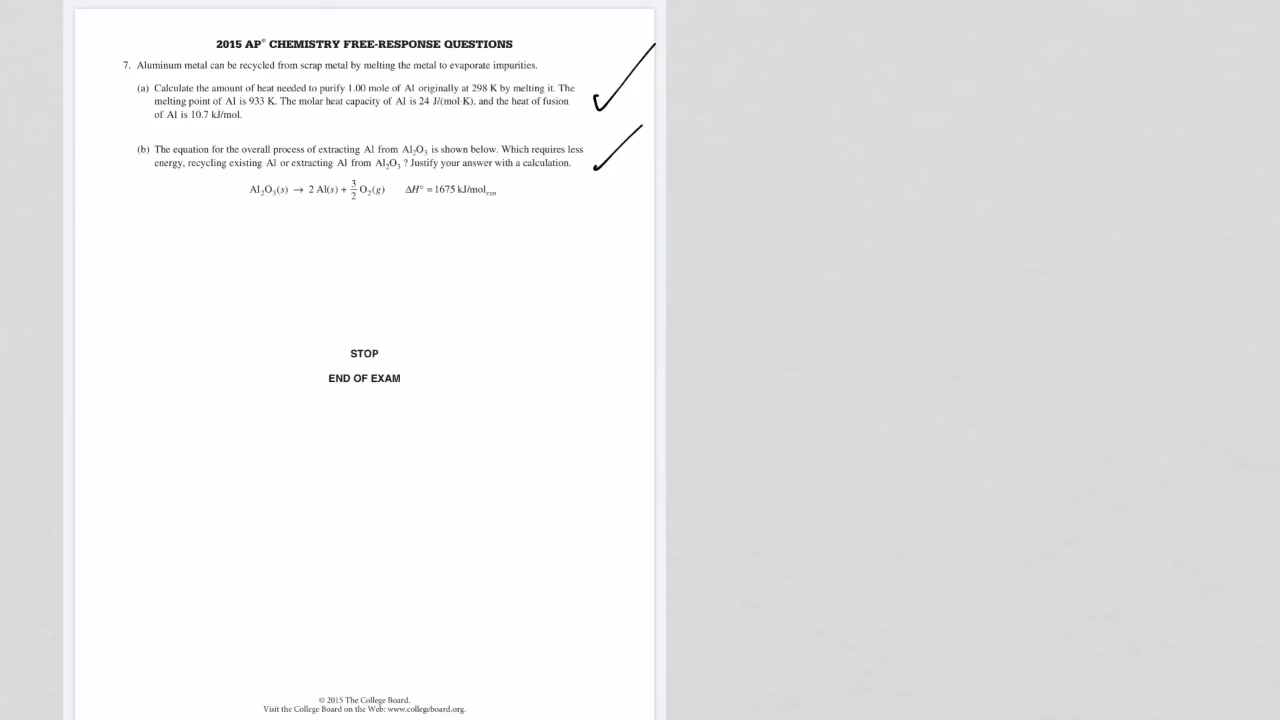 2015 AP® CHEMISTRY FREE-RESPONSE QUESTIONS
7. Aluminum metal can be recycled from scrap metal by melting the metal to evaporate impurities.
(a) Calculate the amount of heat needed to purify 1.00 mole of Al originally at 298 K by melting it. The
melting point of Al is 933 K. The molar heat capacity of Al is 24 J/(mol·K), and the heat of fusion
of Al is 10.7 kJ/mol.
(b) The equation for the overall process of extracting Al from Al₂O₃ is shown below. Which requires less
energy, recycling existing Al or extracting Al from Al₂O₃ ? Justify your answer with a calculation.
Al₂O₃(s) → 2 Al(s) + 3/2 O₂(g) ΔH° = 1675 kJ/mol_rxn
STOP
END OF EXAM
© 2015 The College Board.
Visit the College Board on the Web: www.collegeboard.org.